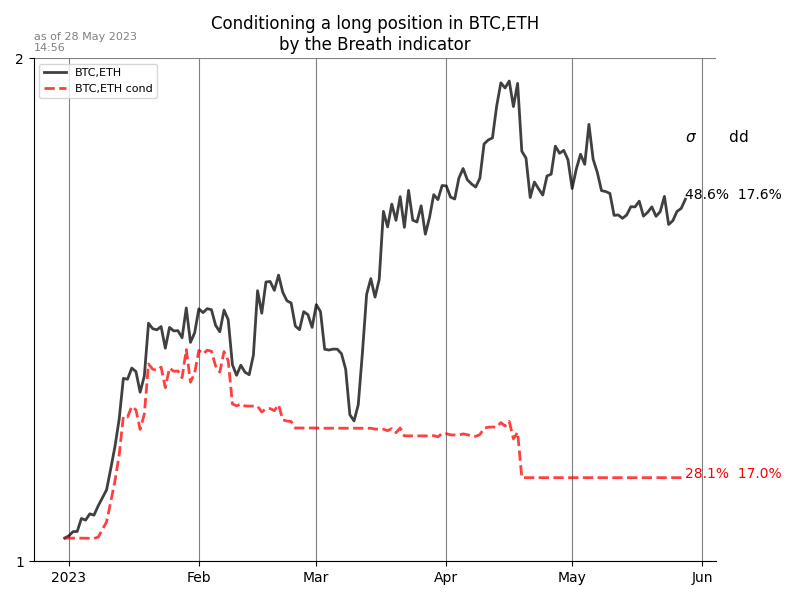 Conditioning a long position in BTC,ETH
by the Breath indicator
as of 28 May 2023
14:56
2
BTC,ETH
BTC,ETH cond
σ dd
48.6% 17.6%
28.1% 17.0%
1
2023 Feb Mar Apr May Jun